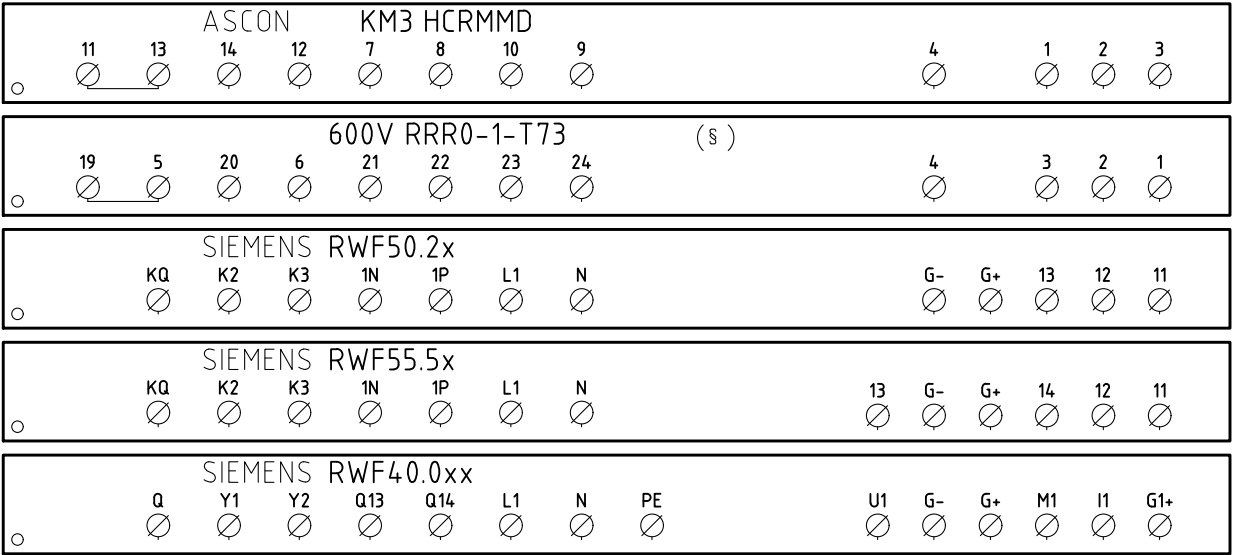 ASCON KM3 HCRMMD
11 13 14 12 7 8 10 9 4 1 2 3
600V RRR0-1-T73 (§)
19 5 20 6 21 22 23 24 4 3 2 1
SIEMENS RWF50.2x
KQ K2 K3 1N 1P L1 N G- G+ 13 12 11
SIEMENS RWF55.5x
KQ K2 K3 1N 1P L1 N 13 G- G+ 14 12 11
SIEMENS RWF40.0xx
Q Y1 Y2 Q13 Q14 L1 N PE U1 G- G+ M1 I1 G1+